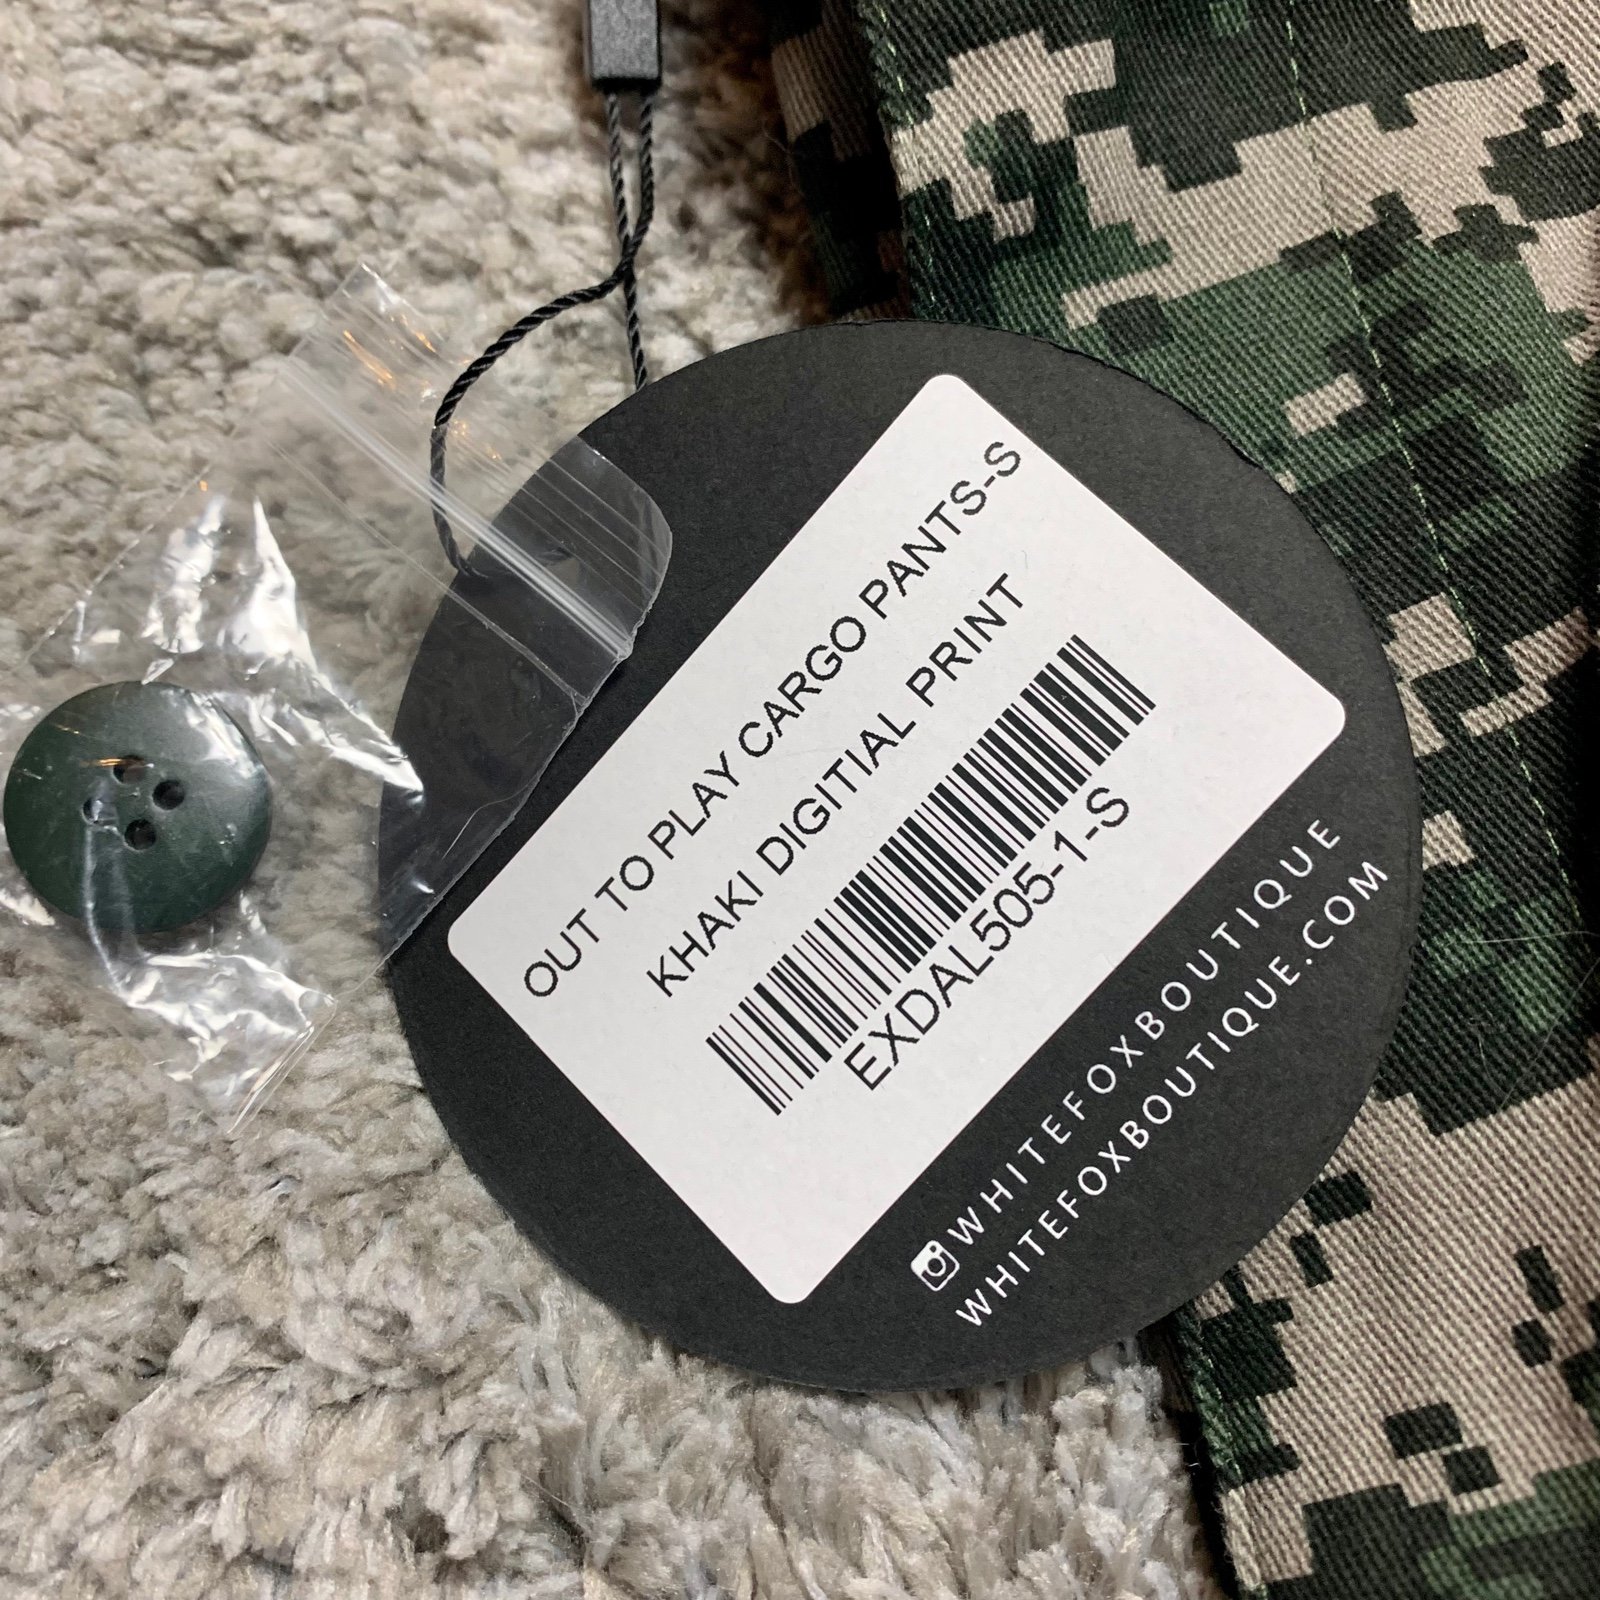 OUT TO PLAY CARGO PANTS-S
KHAKI DIGITIAL PRINT
EXDAL505-1-S
WHITEFOXBOUTIQUE
WHITEFOXBOUTIQUE.COM